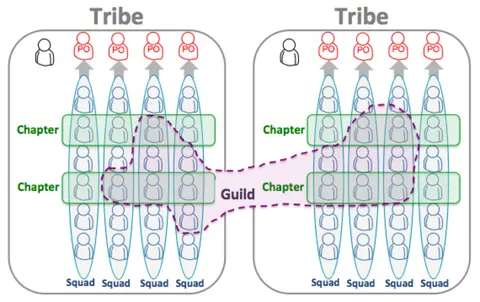 Tribe Tribe
PO PO PO PO PO PO PO PO
Chapter Chapter
Chapter Guild Chapter
Squad Squad Squad Squad Squad Squad Squad Squad